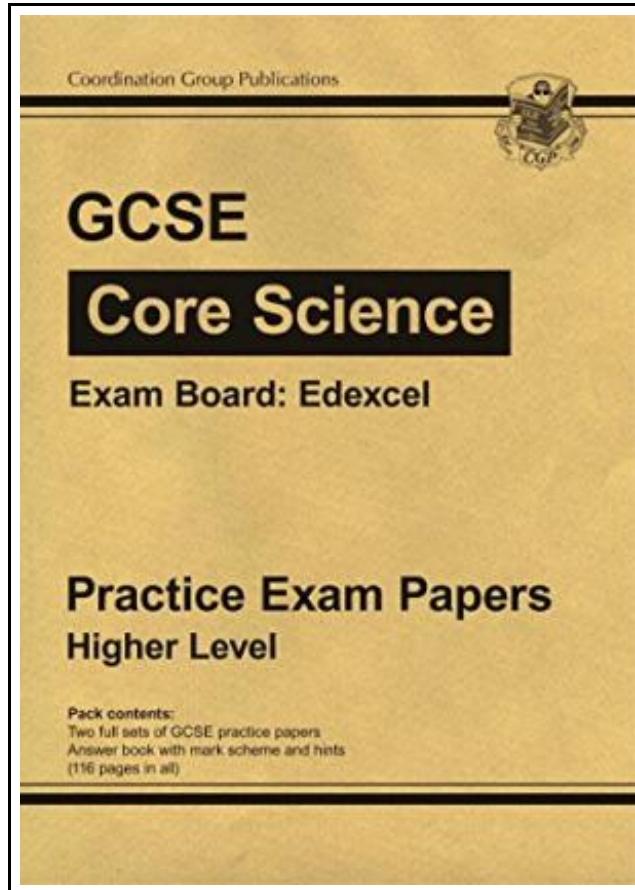 Coordination Group Publications
CGP
GCSE
Core Science
Exam Board: Edexcel
Practice Exam Papers
Higher Level
Pack contents:
Two full sets of GCSE practice papers
Answer book with mark scheme and hints
(116 pages in all)